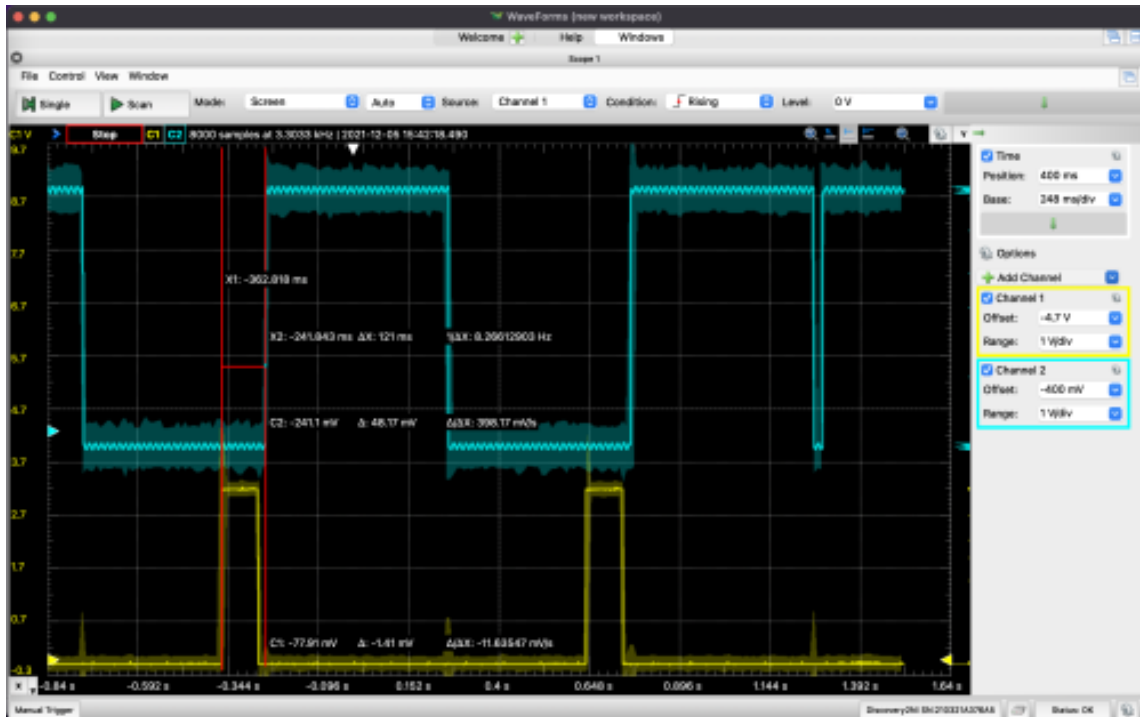 WaveForms (new workspace)
Welcome Help Windows
Scope 1
File Control View Window
Single Scan Mode: Screen Auto Source: Channel 1 Condition: Rising Level: 0 V
C1 V Stop C1 C2 8000 samples at 3.3033 kHz | 2021-12-05 15:42:18.490
9.7
8.7
7.7
6.7
5.7
4.7
3.7
2.7
1.7
0.7
-0.3
X1: -362.818 ms
X2: -241.843 ms ΔX: 121 ms 1/ΔX: 8.26612903 Hz
C2: -241.1 mV Δ: 48.17 mV Δ/ΔX: 398.17 mV/s
C1: -77.91 mV Δ: -1.41 mV Δ/ΔX: -11.63547 mV/s
X -0.84 s -0.592 s -0.344 s -0.096 s 0.152 s 0.4 s 0.648 s 0.896 s 1.144 s 1.392 s 1.64 s
Time
Position: 400 ms
Base: 248 ms/div
Options
Add Channel
Channel 1
Offset: -4.7 V
Range: 1 V/div
Channel 2
Offset: -400 mV
Range: 1 V/div
Manual Trigger Status: OK